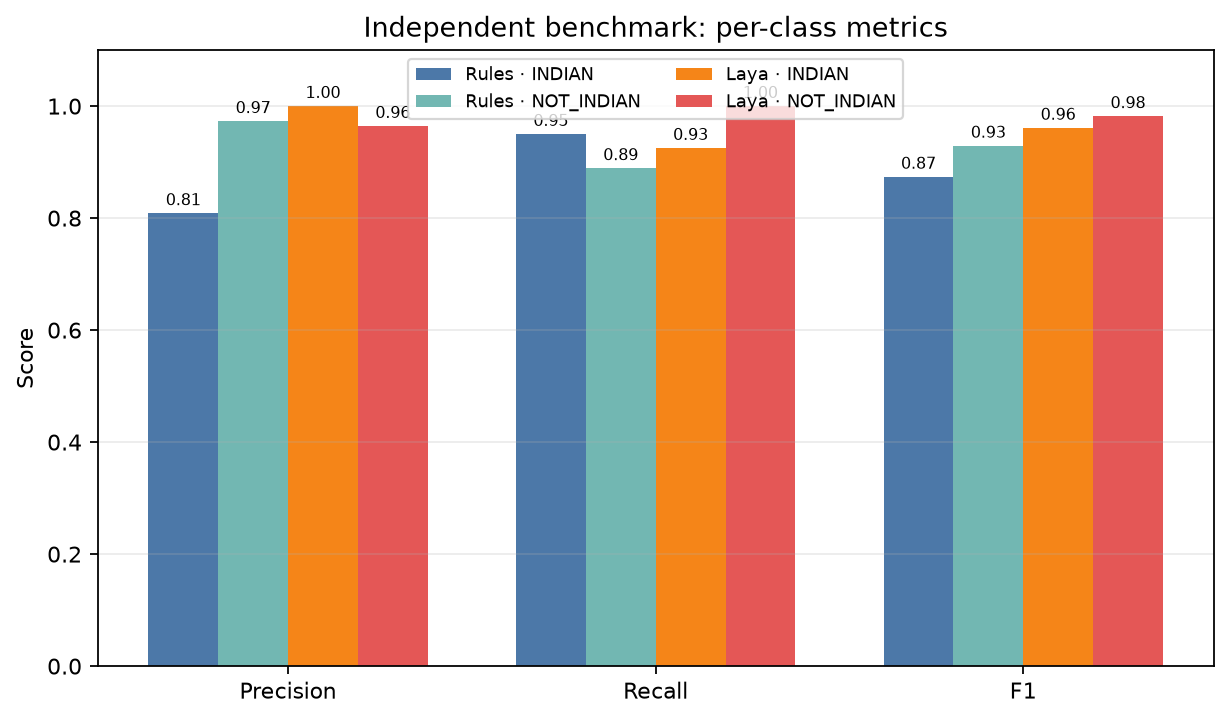 Independent benchmark: per-class metrics
Rules · INDIAN
Rules · NOT_INDIAN
Laya · INDIAN
Laya · NOT_INDIAN
Score
1.0
0.8
0.6
0.4
0.2
0.0
0.81
0.97
1.00
0.96
0.95
0.89
0.93
1.00
0.87
0.93
0.96
0.98
Precision
Recall
F1